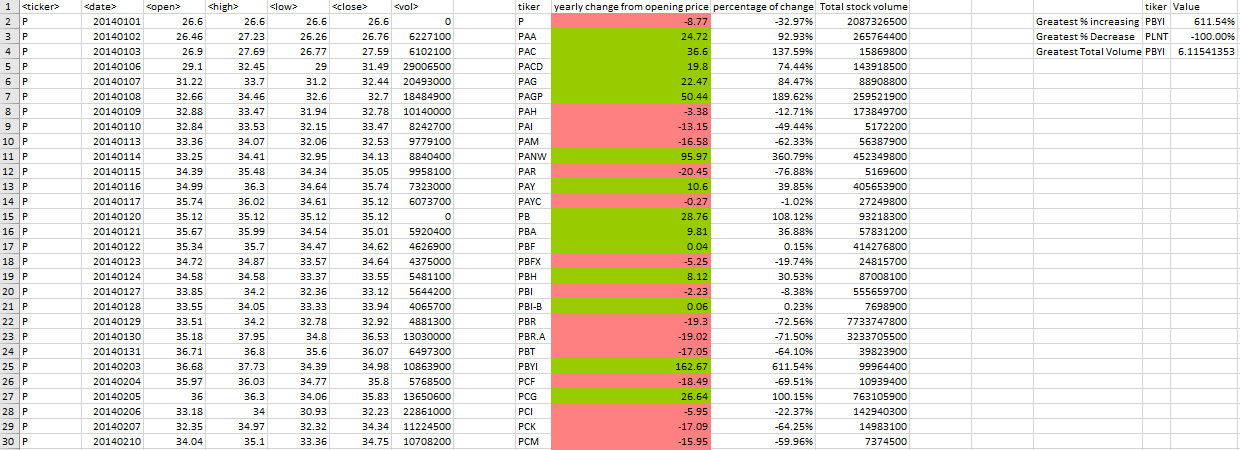 1 <ticker> <date> <open> <high> <low> <close> <vol> tiker yearly change from opening price percentage of change Total stock volume tiker Value
2 P 20140101 26.6 26.6 26.6 26.6 0 P -8.77 -32.97% 2087326500 Greatest % increasing PBYI 611.54%
3 P 20140102 26.46 27.23 26.26 26.76 6227100 PAA 24.72 92.93% 265764400 Greatest % Decrease PLNT -100.00%
4 P 20140103 26.9 27.69 26.77 27.59 6102100 PAC 36.6 137.59% 15869800 Greatest Total Volume PBYI 6.11541353
5 P 20140106 29.1 32.45 29 31.49 29006500 PACD 19.8 74.44% 143918500
6 P 20140107 31.22 33.7 31.2 32.44 20493000 PAG 22.47 84.47% 88908800
7 P 20140108 32.66 34.46 32.6 32.7 18484900 PAGP 50.44 189.62% 259521900
8 P 20140109 32.88 33.47 31.94 32.78 10140000 PAH -3.38 -12.71% 173849700
9 P 20140110 32.84 33.53 32.15 33.47 8242700 PAI -13.15 -49.44% 5172200
10 P 20140113 33.36 34.07 32.06 32.53 9779100 PAM -16.58 -62.33% 56387900
11 P 20140114 33.25 34.41 32.95 34.13 8840400 PANW 95.97 360.79% 452349800
12 P 20140115 34.39 35.48 34.34 35.05 9958100 PAR -20.45 -76.88% 5169600
13 P 20140116 34.99 36.3 34.64 35.74 7323000 PAY 10.6 39.85% 405653900
14 P 20140117 35.74 36.02 34.61 35.12 6073700 PAYC -0.27 -1.02% 27249800
15 P 20140120 35.12 35.12 35.12 35.12 0 PB 28.76 108.12% 93218300
16 P 20140121 35.67 35.99 34.54 35.01 5920400 PBA 9.81 36.88% 57831200
17 P 20140122 35.34 35.7 34.47 34.62 4626900 PBF 0.04 0.15% 414276800
18 P 20140123 34.72 34.87 33.57 34.64 4375000 PBFX -5.25 -19.74% 24815700
19 P 20140124 34.58 34.58 33.37 33.55 5481100 PBH 8.12 30.53% 87008100
20 P 20140127 33.85 34.2 32.36 33.12 5644200 PBI -2.23 -8.38% 555659700
21 P 20140128 33.55 34.05 33.33 33.94 4065700 PBI-B 0.06 0.23% 7698900
22 P 20140129 33.51 34.2 32.78 32.92 4881300 PBR -19.3 -72.56% 7733747800
23 P 20140130 35.18 37.95 34.8 36.53 13030000 PBR.A -19.02 -71.50% 3233705500
24 P 20140131 36.71 36.8 35.6 36.07 6497300 PBT -17.05 -64.10% 39823900
25 P 20140203 36.68 37.73 34.39 34.98 10863900 PBYI 162.67 611.54% 99964400
26 P 20140204 35.97 36.03 34.77 35.8 5768500 PCF -18.49 -69.51% 10939400
27 P 20140205 36 36.3 34.06 35.83 13650600 PCG 26.64 100.15% 763105900
28 P 20140206 33.18 34 30.93 32.23 22861000 PCI -5.95 -22.37% 142940300
29 P 20140207 32.35 34.97 32.32 34.34 11224500 PCK -17.09 -64.25% 14983100
30 P 20140210 34.04 35.1 33.36 34.75 10708200 PCM -15.95 -59.96% 7374500